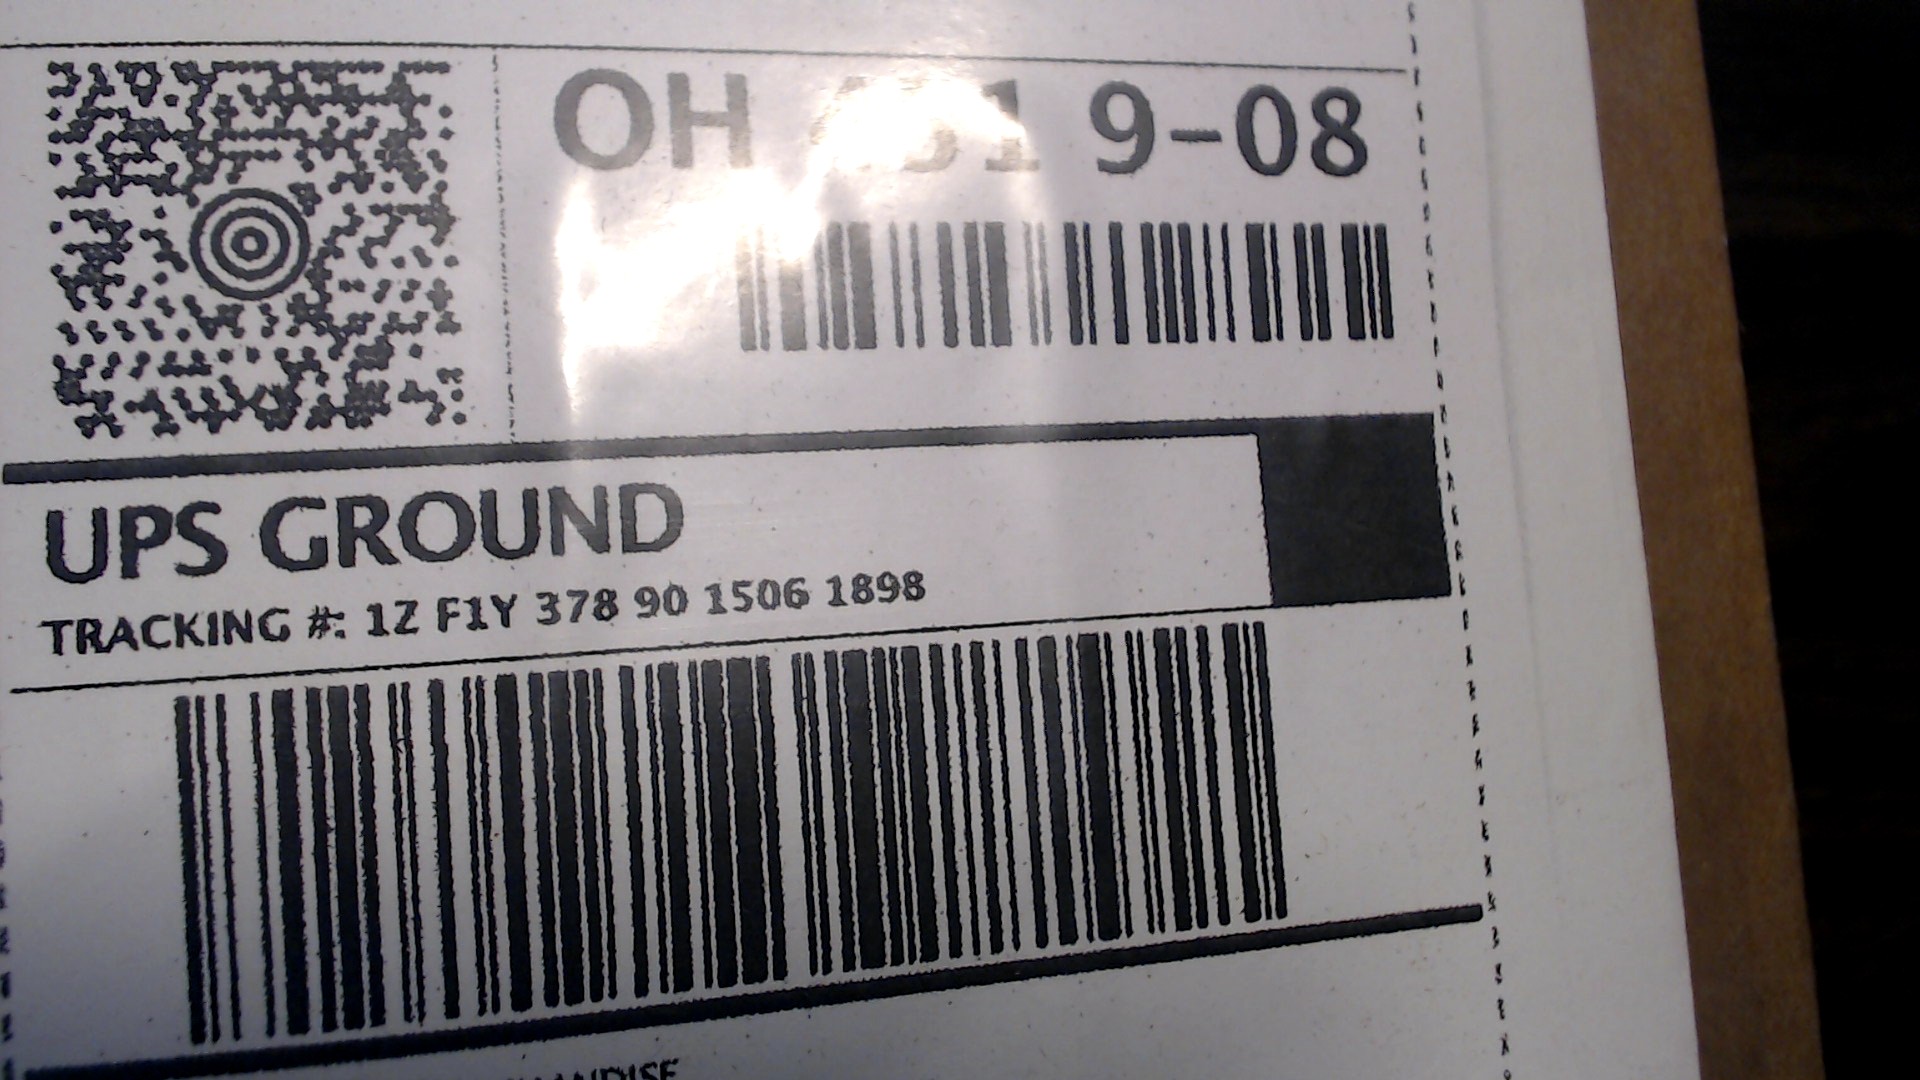 OH 9-08
UPS GROUND
TRACKING #: 1Z F1Y 378 90 1506 1898